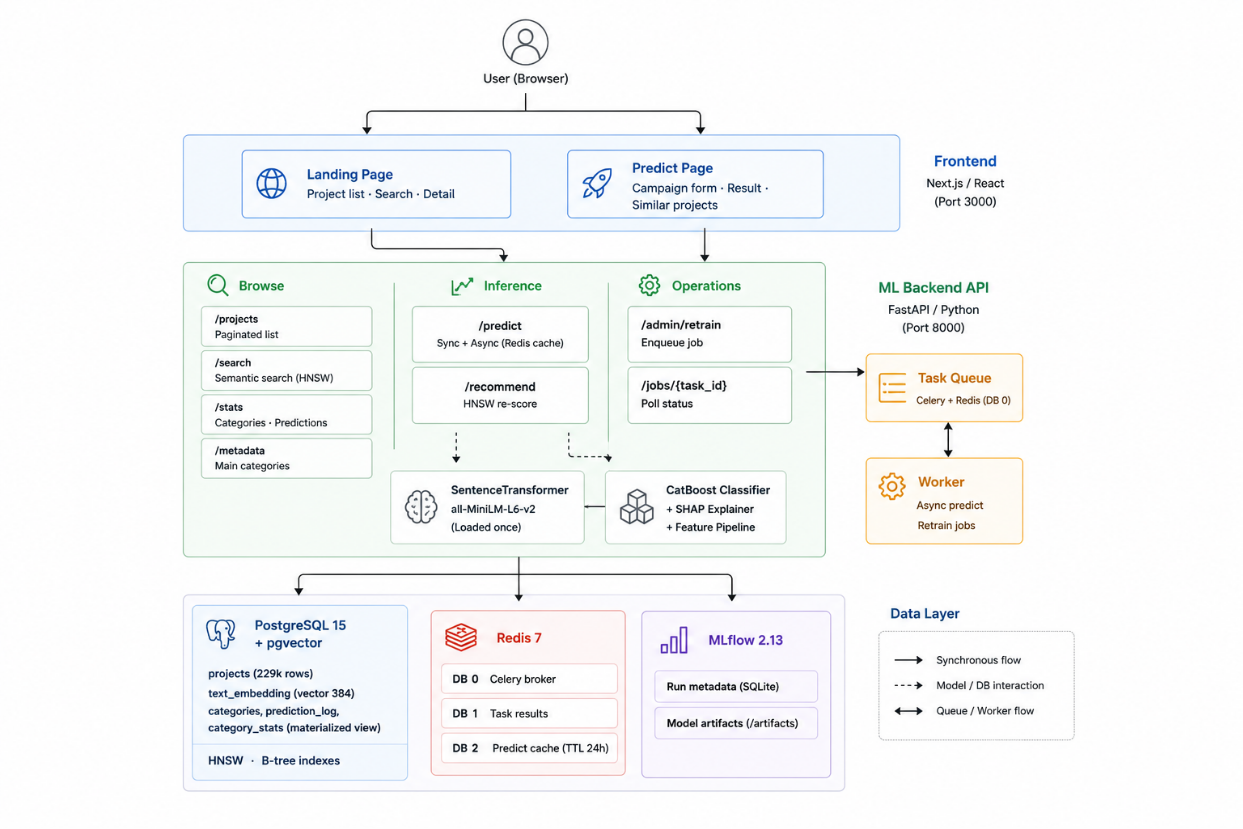 User (Browser)
Landing Page
Project list · Search · Detail
Predict Page
Campaign form · Result ·
Similar projects
Frontend
Next.js / React
(Port 3000)
Browse
/projects
Paginated list
/search
Semantic search (HNSW)
/stats
Categories · Predictions
/metadata
Main categories
Inference
/predict
Sync + Async (Redis cache)
/recommend
HNSW re-score
Operations
/admin/retrain
Enqueue job
/jobs/{task_id}
Poll status
SentenceTransformer
all-MiniLM-L6-v2
(Loaded once)
CatBoost Classifier
+ SHAP Explainer
+ Feature Pipeline
ML Backend API
FastAPI / Python
(Port 8000)
Task Queue
Celery + Redis (DB 0)
Worker
Async predict
Retrain jobs
PostgreSQL 15
+ pgvector
projects (229k rows)
text_embedding (vector 384)
categories, prediction_log,
category_stats (materialized view)
HNSW · B-tree indexes
Redis 7
DB 0 Celery broker
DB 1 Task results
DB 2 Predict cache (TTL 24h)
MLflow 2.13
Run metadata (SQLite)
Model artifacts (/artifacts)
Data Layer
Synchronous flow
Model / DB interaction
Queue / Worker flow